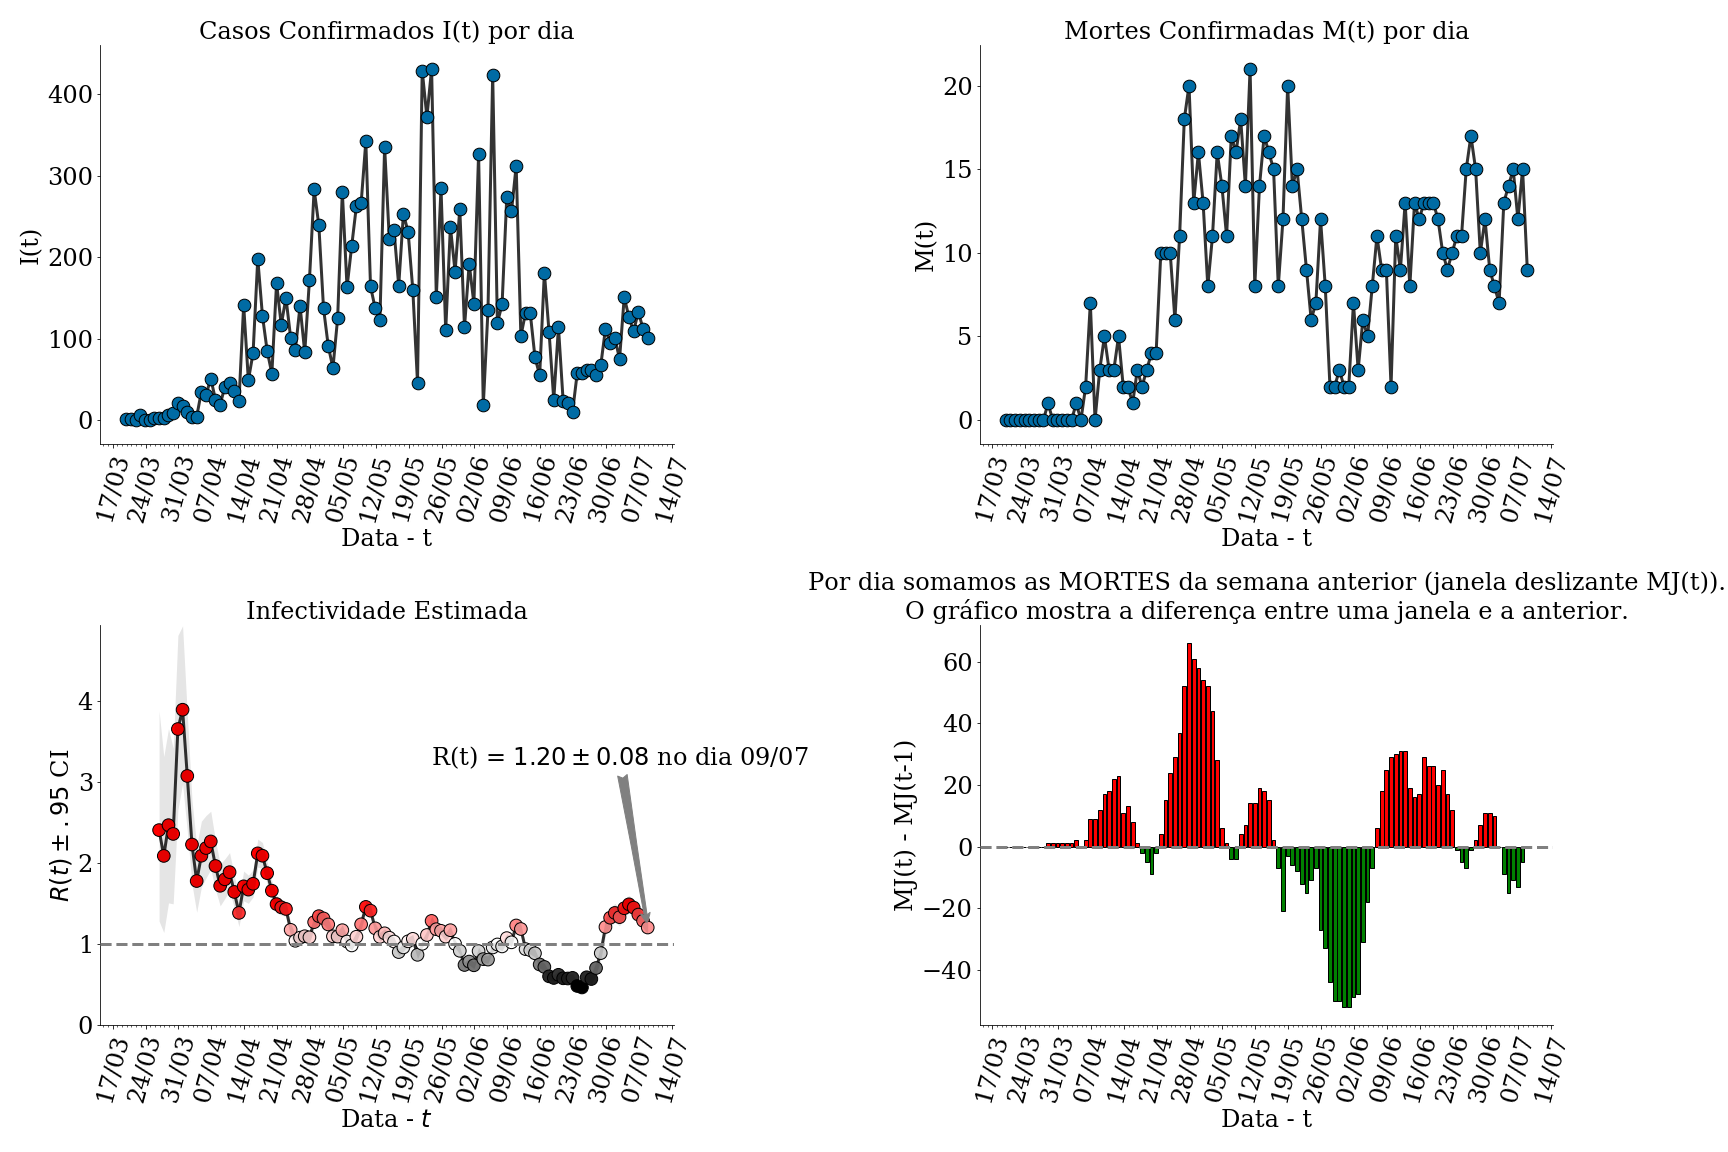 Casos Confirmados I(t) por dia
I(t)
400
300
200
100
0
17/03 24/03 31/03 07/04 14/04 21/04 28/04 05/05 12/05 19/05 26/05 02/06 09/06 16/06 23/06 30/06 07/07 14/07
Data - t
Mortes Confirmadas M(t) por dia
M(t)
20
15
10
5
0
17/03 24/03 31/03 07/04 14/04 21/04 28/04 05/05 12/05 19/05 26/05 02/06 09/06 16/06 23/06 30/06 07/07 14/07
Data - t
Infectividade Estimada
R(t) ± .95 CI
4
3
2
1
0
R(t) = 1.20 ± 0.08 no dia 09/07
17/03 24/03 31/03 07/04 14/04 21/04 28/04 05/05 12/05 19/05 26/05 02/06 09/06 16/06 23/06 30/06 07/07 14/07
Data - t
Por dia somamos as MORTES da semana anterior (janela deslizante MJ(t)).
O gráfico mostra a diferença entre uma janela e a anterior.
MJ(t) - MJ(t-1)
60
40
20
0
−20
−40
17/03 24/03 31/03 07/04 14/04 21/04 28/04 05/05 12/05 19/05 26/05 02/06 09/06 16/06 23/06 30/06 07/07 14/07
Data - t